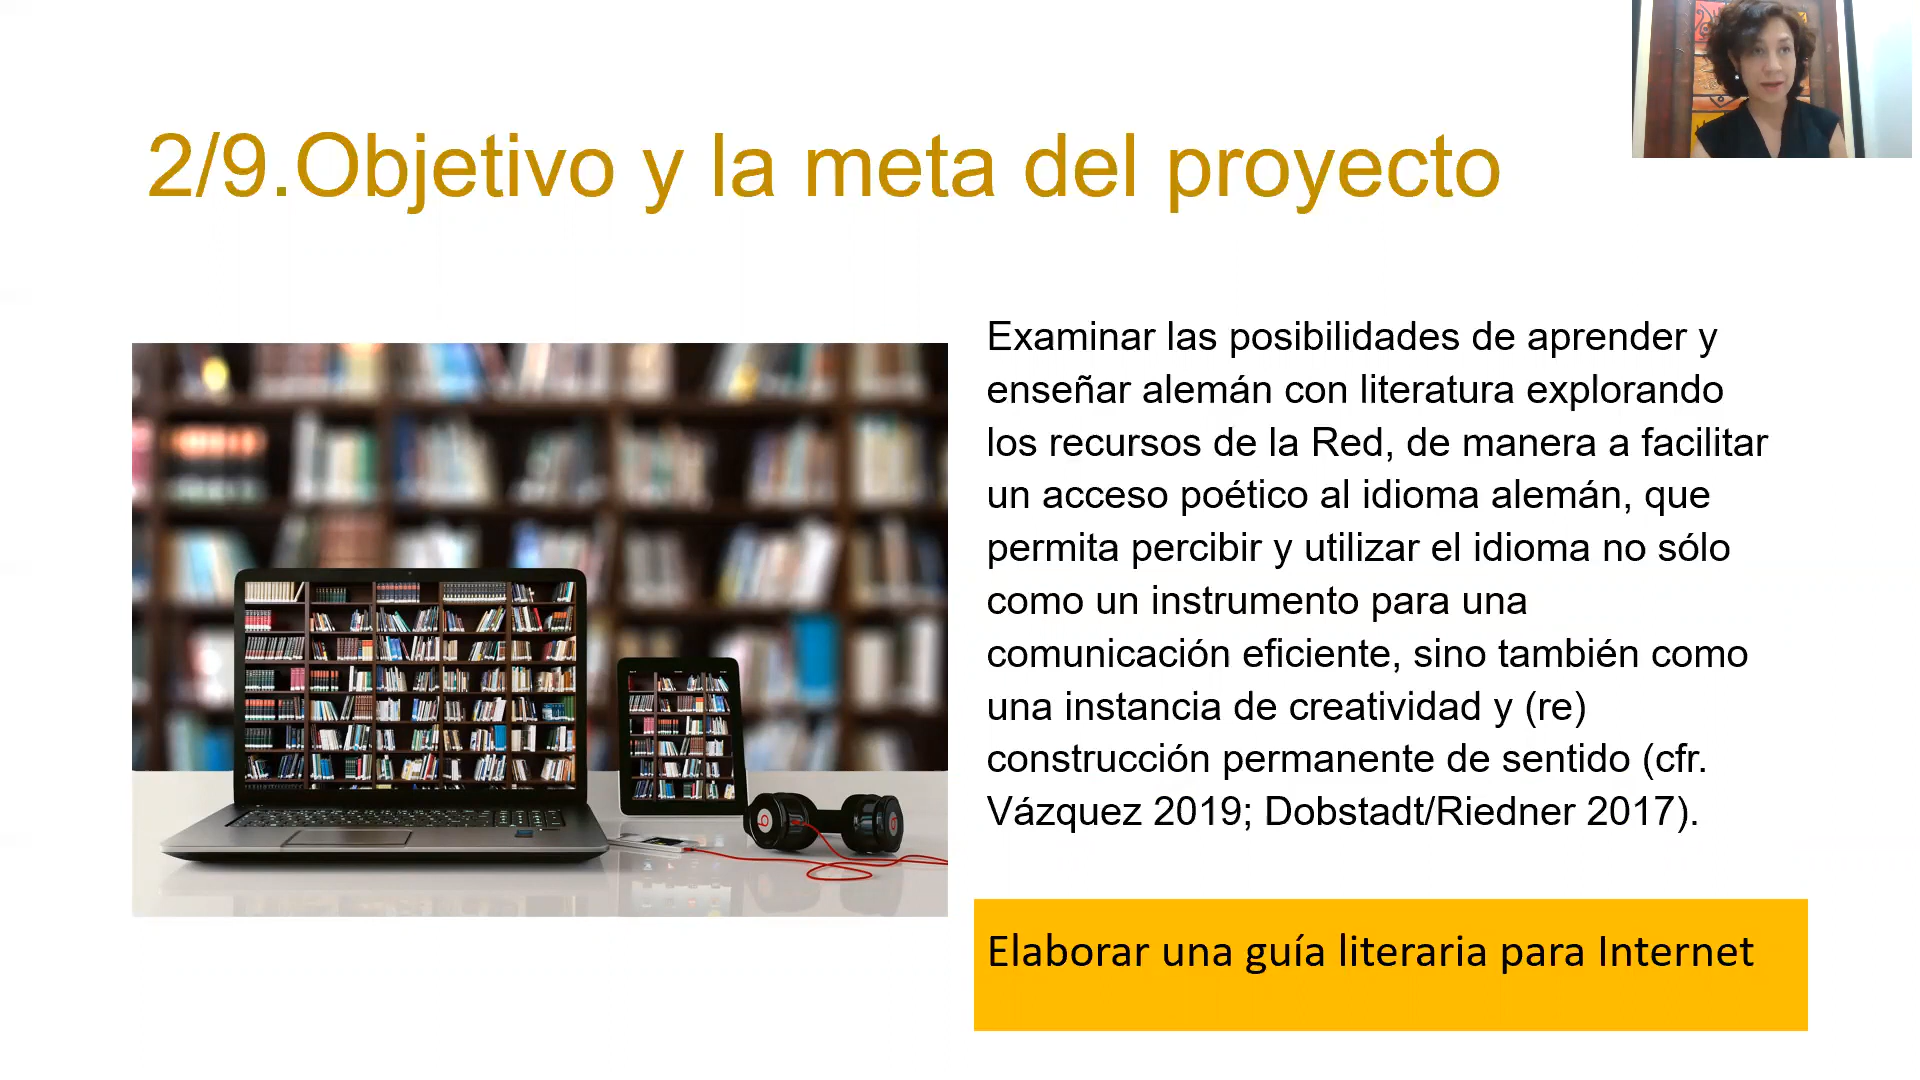 2/9.Objetivo y la meta del proyecto
Examinar las posibilidades de aprender y
enseñar alemán con literatura explorando
los recursos de la Red, de manera a facilitar
un acceso poético al idioma alemán, que
permita percibir y utilizar el idioma no sólo
como un instrumento para una
comunicación eficiente, sino también como
una instancia de creatividad y (re)
construcción permanente de sentido (cfr.
Vázquez 2019; Dobstadt/Riedner 2017).
Elaborar una guía literaria para Internet